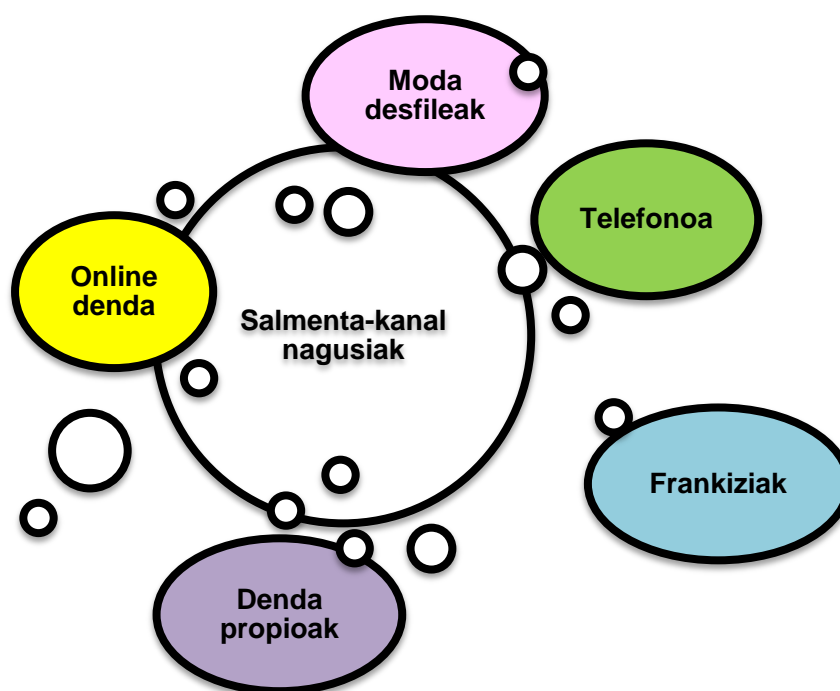 Moda
desfileak
Telefonoa
Online
denda
Salmenta-kanal
nagusiak
Frankiziak
Denda
propioak